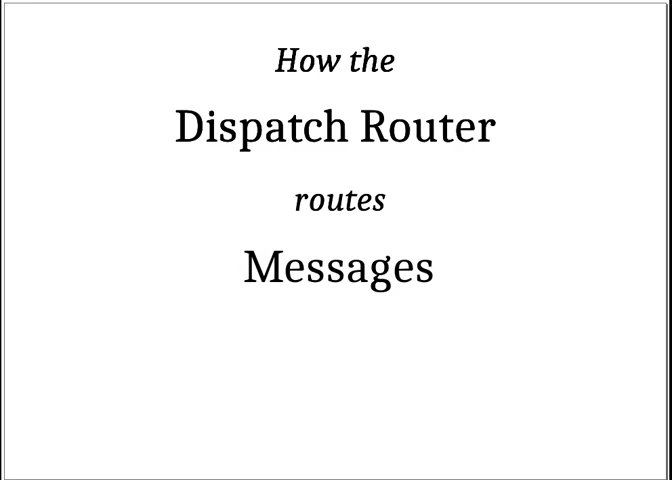 How the
Dispatch Router
routes
Messages